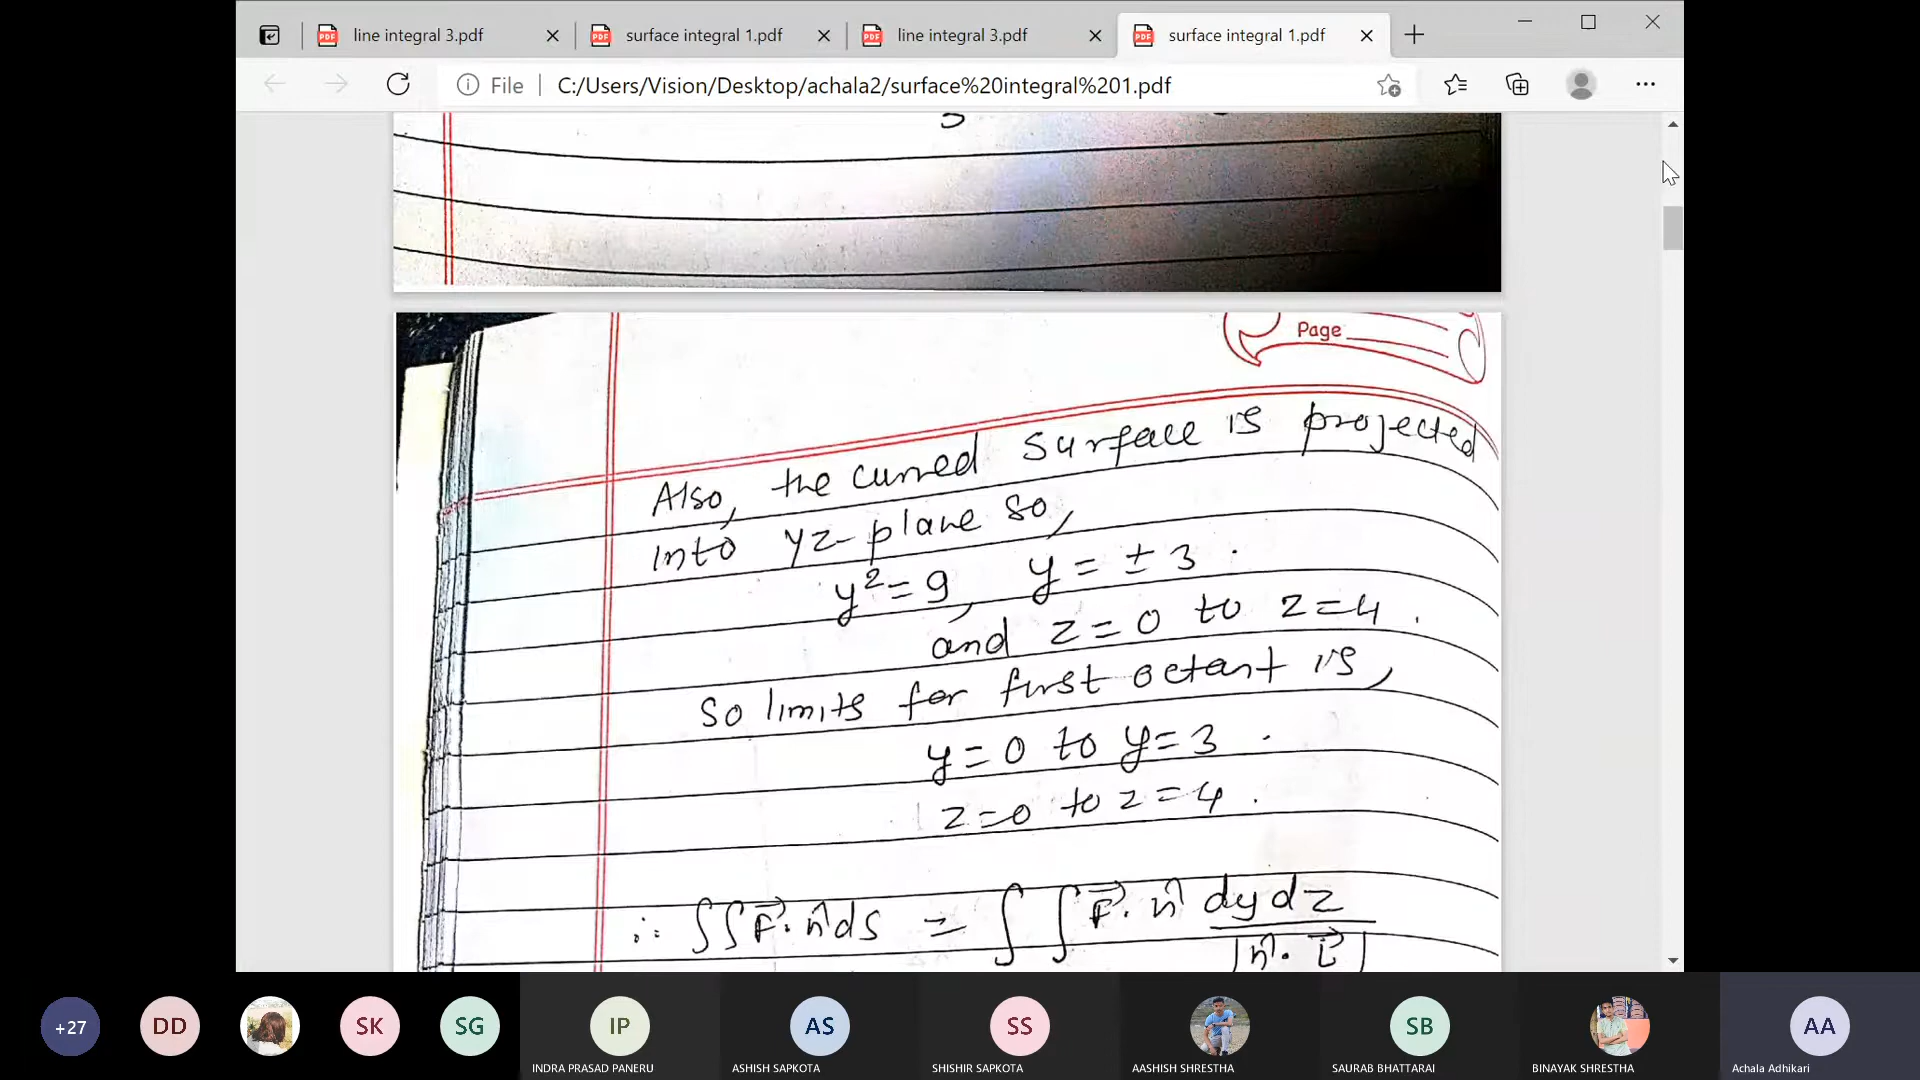 line integral 3.pdf
surface integral 1.pdf
line integral 3.pdf
surface integral 1.pdf
File
C:/Users/Vision/Desktop/achala2/surface%20integral%201.pdf
Page
Also, the curved surface is projected
into yz-plane so,
y² = 9, y = ± 3.
and z = 0 to z = 4.
So limits for first octant is,
y = 0 to y = 3.
z = 0 to z = 4.
∴ ∫∫ F⃗. n̂ ds = ∫ ∫ F⃗. n̂ dy dz
|n̂. i⃗|
+27
DD
SK
SG
IP
AS
SS
SB
AA
INDRA PRASAD PANERU
ASHISH SAPKOTA
SHISHIR SAPKOTA
AASHISH SHRESTHA
SAURAB BHATTARAI
BINAYAK SHRESTHA
Achala Adhikari